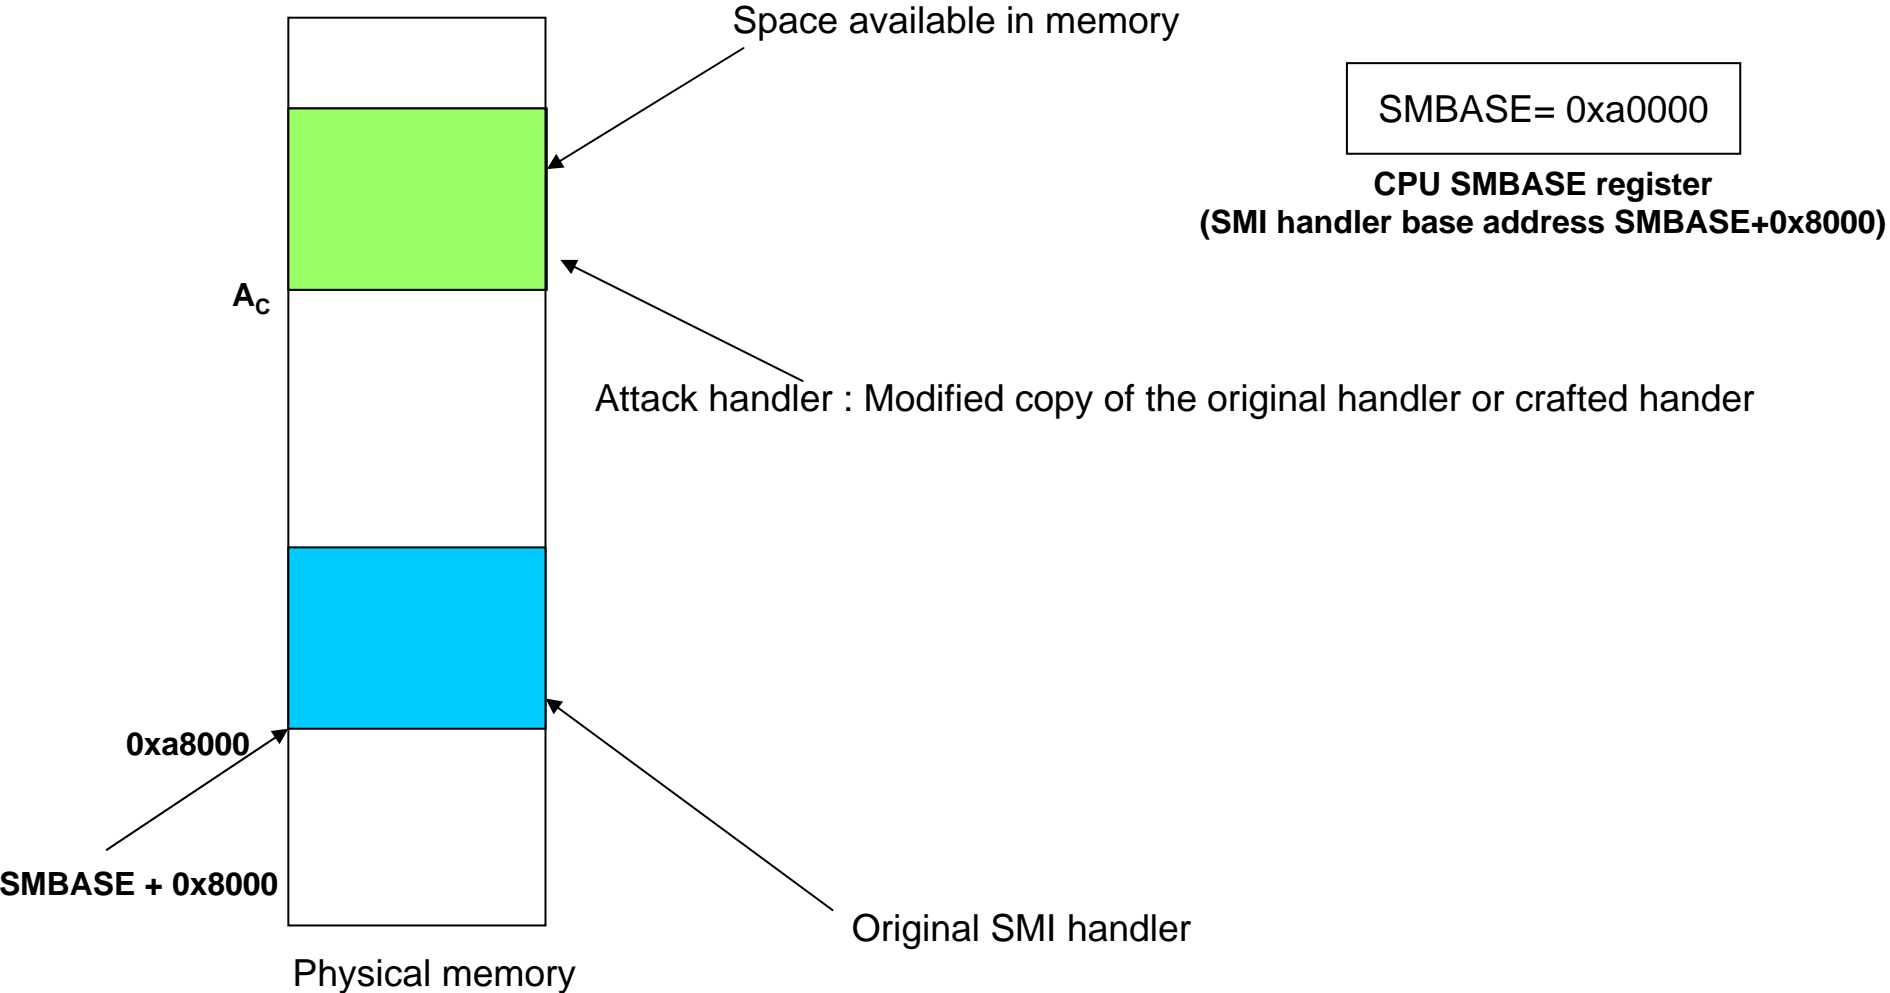 Space available in memory
SMBASE= 0xa0000
CPU SMBASE register
(SMI handler base address SMBASE+0x8000)
AC
Attack handler : Modified copy of the original handler or crafted hander
0xa8000
SMBASE + 0x8000
Original SMI handler
Physical memory